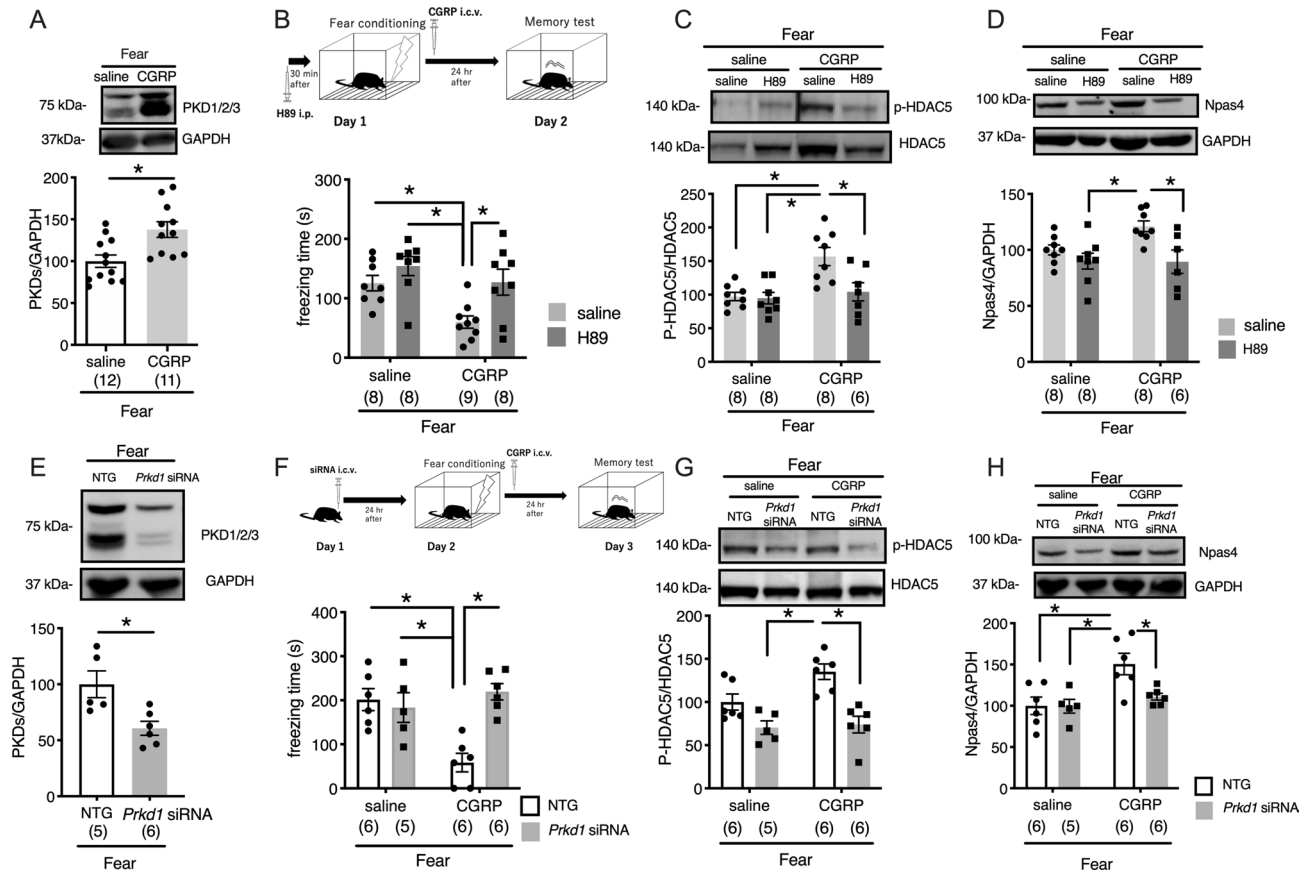 A
Fear
saline CGRP
75 kDa-
PKD1/2/3
37kDa-
GAPDH
*
PKDs/GAPDH
200
150
100
50
0
saline
(12)
CGRP
(11)
Fear
B
Fear conditioning
CGRP i.c.v.
Memory test
30 min
after
24 hr
after
H89 i.p.
Day 1
Day 2
*
*
*
freezing time (s)
300
200
100
0
saline
H89
saline
CGRP
(8) (8) (9) (8)
Fear
C
Fear
saline
CGRP
saline H89 saline H89
140 kDa-
p-HDAC5
140 kDa-
HDAC5
*
*
*
P-HDAC5/HDAC5
250
200
150
100
50
0
saline
CGRP
(8) (8) (8) (6)
Fear
D
Fear
saline
CGRP
saline H89 saline H89
100 kDa-
Npas4
37 kDa-
GAPDH
*
*
Npas4/GAPDH
150
100
50
0
saline
H89
saline
CGRP
(8) (8) (8) (6)
Fear
E
Fear
NTG Prkd1 siRNA
75 kDa-
PKD1/2/3
37 kDa-
GAPDH
*
PKDs/GAPDH
150
100
50
0
NTG
(5)
Prkd1 siRNA
(6)
Fear
F
siRNA i.c.v.
Fear conditioning
CGRP i.c.v.
Memory test
24 hr
after
24 hr
after
Day 1
Day 2
Day 3
*
*
*
freezing time (s)
400
300
200
100
0
NTG
Prkd1 siRNA
saline
CGRP
(6) (5) (6) (6)
Fear
G
Fear
saline
CGRP
NTG
Prkd1
siRNA
NTG
Prkd1
siRNA
140 kDa-
p-HDAC5
140 kDa-
HDAC5
*
*
P-HDAC5/HDAC5
200
150
100
50
0
saline
CGRP
(6) (5) (6) (6)
Fear
H
Fear
saline
CGRP
NTG
Prkd1
siRNA
NTG
Prkd1
siRNA
100 kDa-
Npas4
37 kDa-
GAPDH
*
*
*
Npas4/GAPDH
200
150
100
50
0
NTG
Prkd1 siRNA
saline
CGRP
(6) (5) (6) (6)
Fear